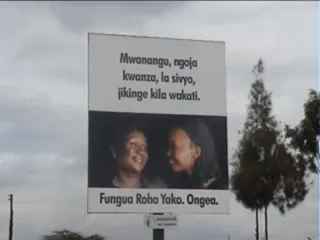 Mwanangu, ngoja
kwanza, la sivyo,
jikinge kila wakati.
Fungua Roho Yako. Ongea.